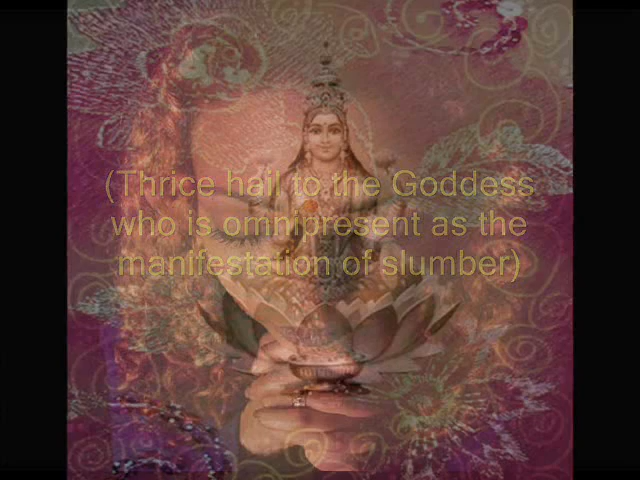 (Thrice hail to the Goddess
who is omnipresent as the
manifestation of slumber)